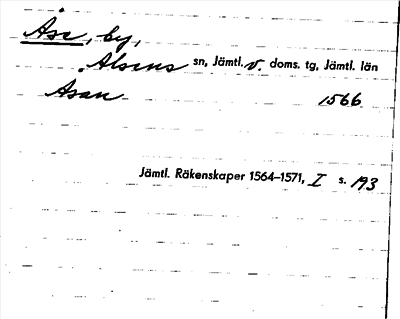 Åse, by,
Alsens sn, Jämtl. v. doms. tg, Jämtl. län
Asan 1566
Jämtl. Räkenskaper 1564–1571, I s. 193